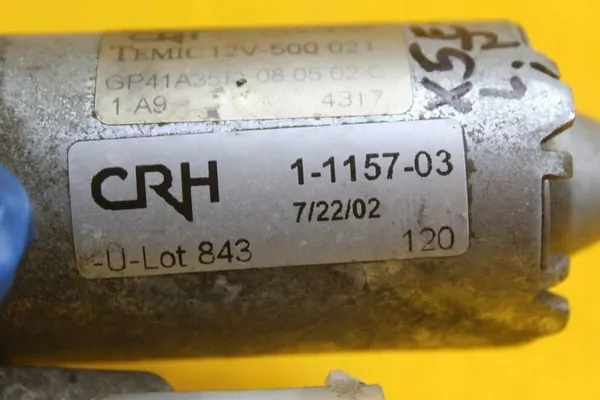 CRH
TEMIC 12V-500 021
GP41A35 08 05 02-C
1 A9 4317
CRH 1-1157-03
7/22/02
-U-Lot 843 120